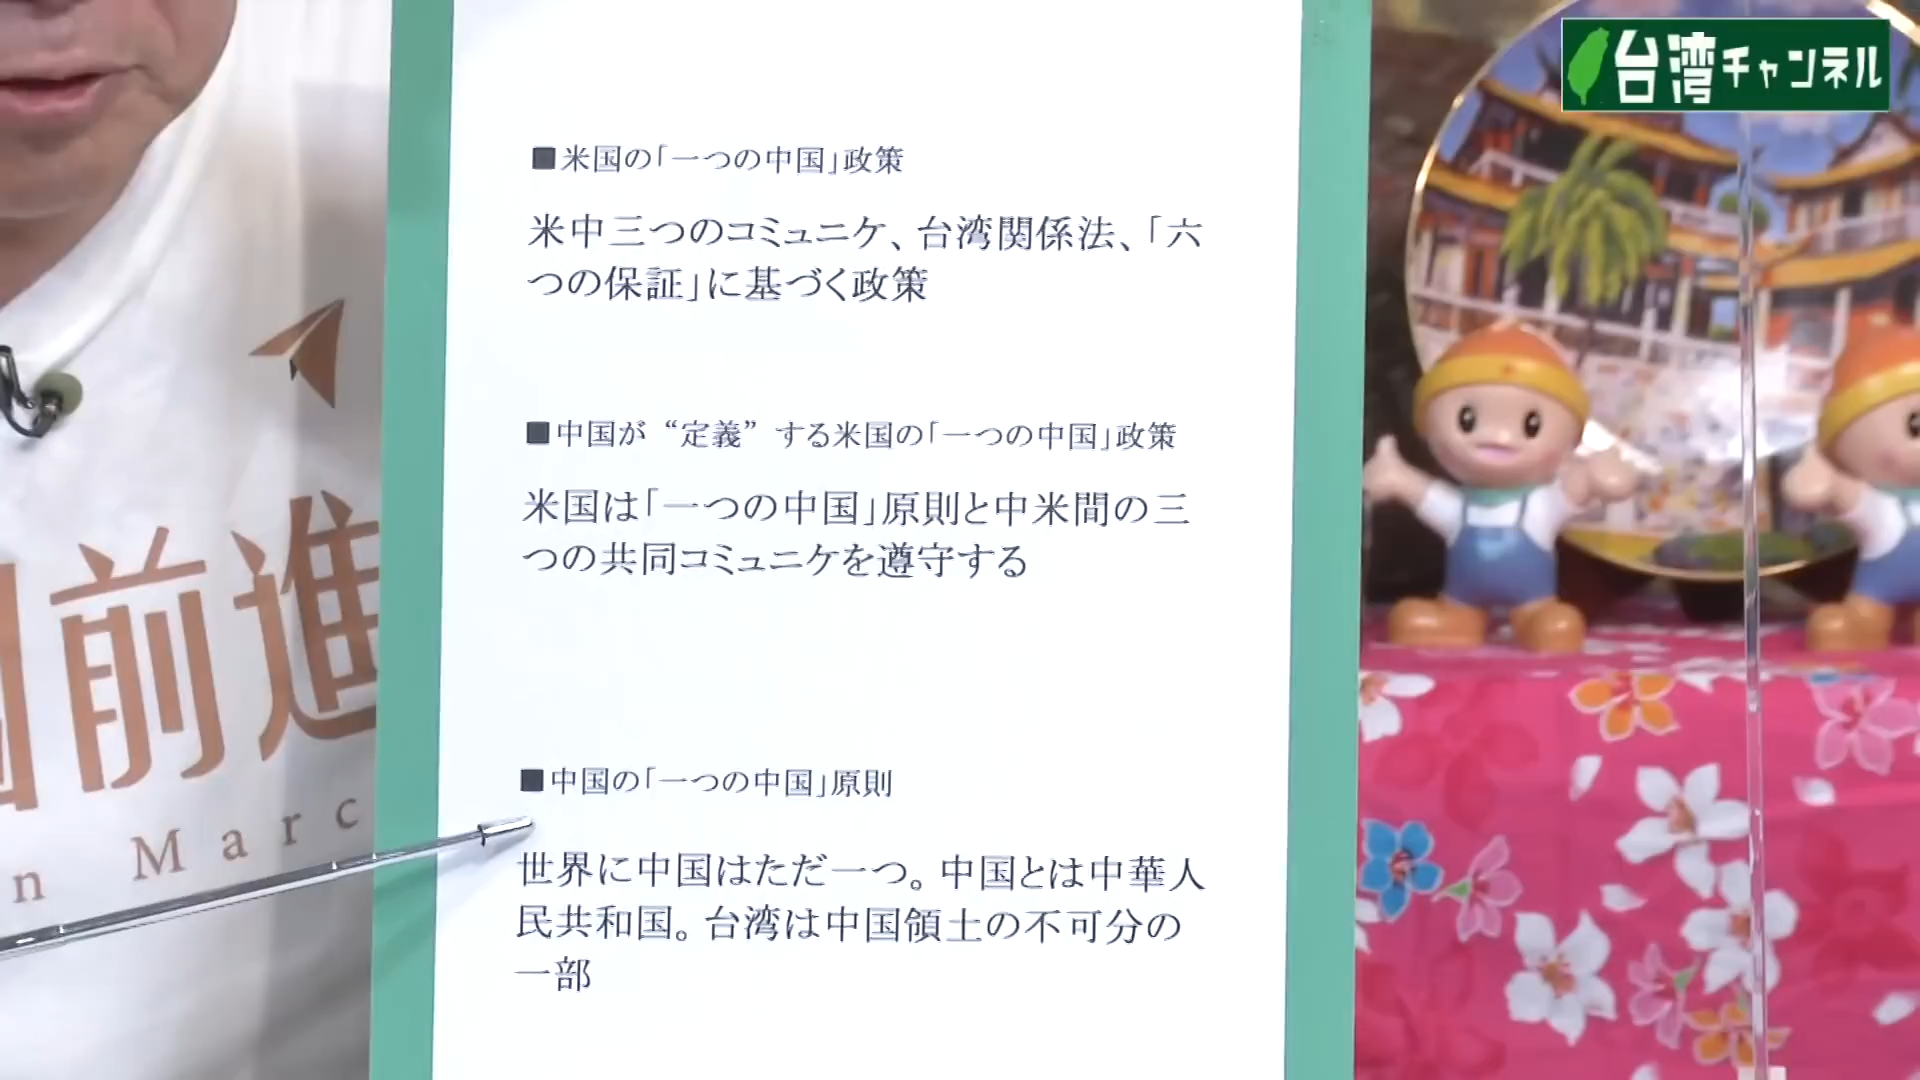 台湾チャンネル
■米国の「一つの中国」政策
米中三つのコミュニケ、台湾関係法、「六
つの保証」に基づく政策
■中国が“定義”する米国の「一つの中国」政策
米国は「一つの中国」原則と中米間の三
つの共同コミュニケを遵守する
■中国の「一つの中国」原則
世界に中国はただ一つ。中国とは中華人
民共和国。台湾は中国領土の不可分の
一部
前進
n Marc